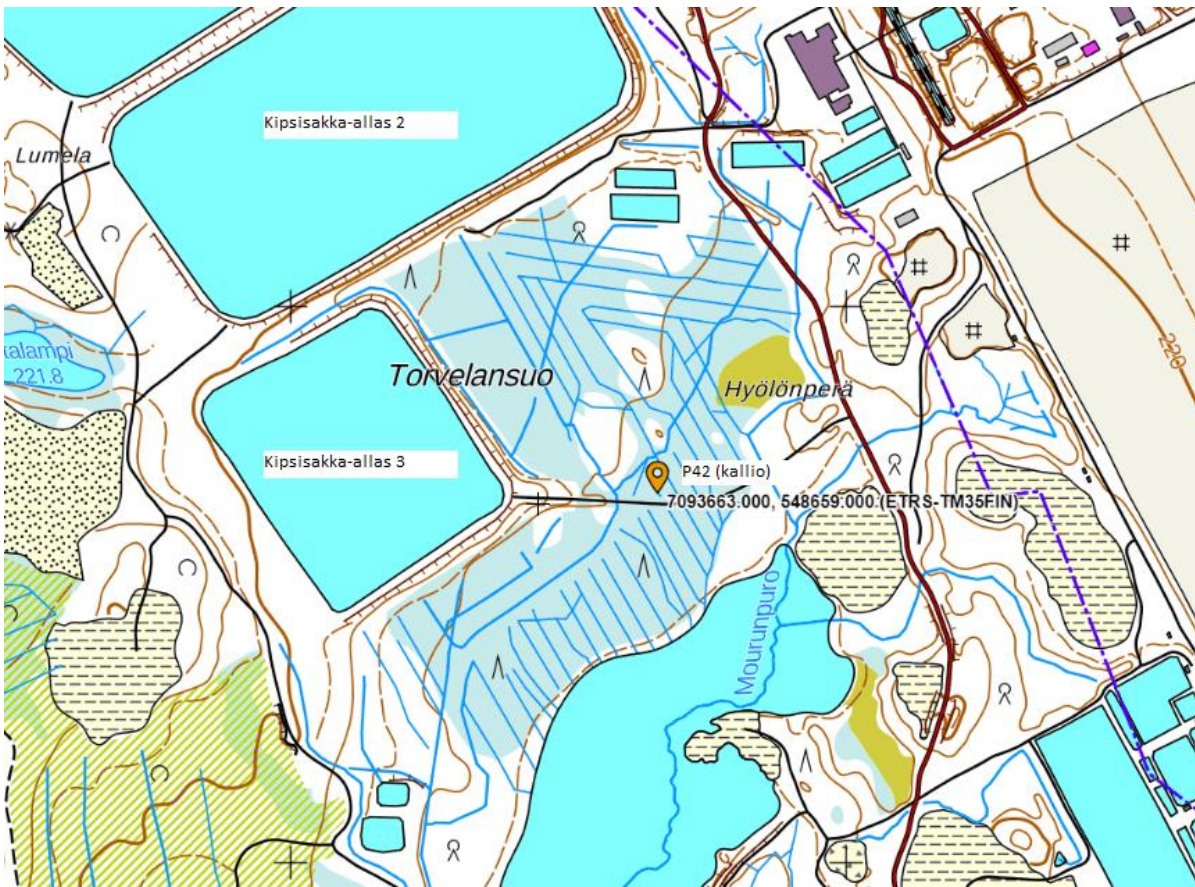 Kipsisakka-allas 2
Lumela
alampi
221.8
Torvelansuo
Hyölönperä
220
Kipsisakka-allas 3
P42 (kallio)
7093663.000, 548659.000 (ETRS-TM35FIN)
Mourunpuro